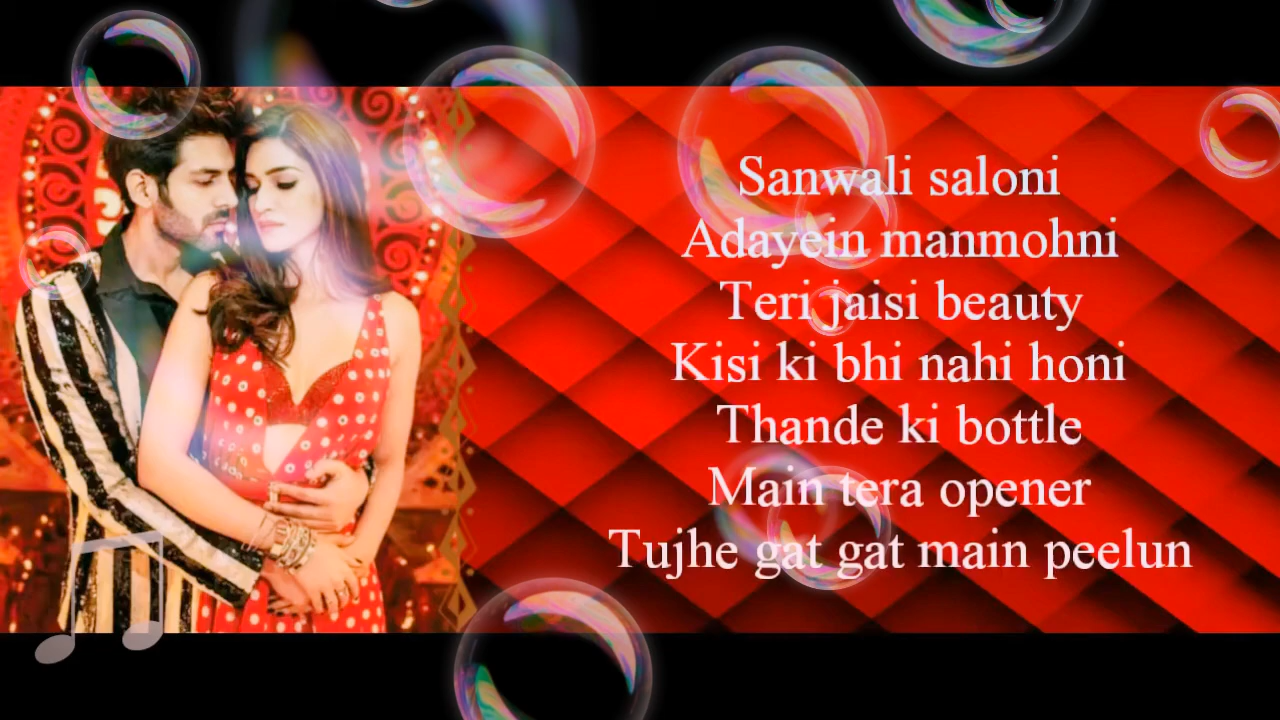 Sanwali saloni
Adayein manmohni
Teri jaisi beauty
Kisi ki bhi nahi honi
Thande ki bottle
Main tera opener
Tujhe gat gat main peelun